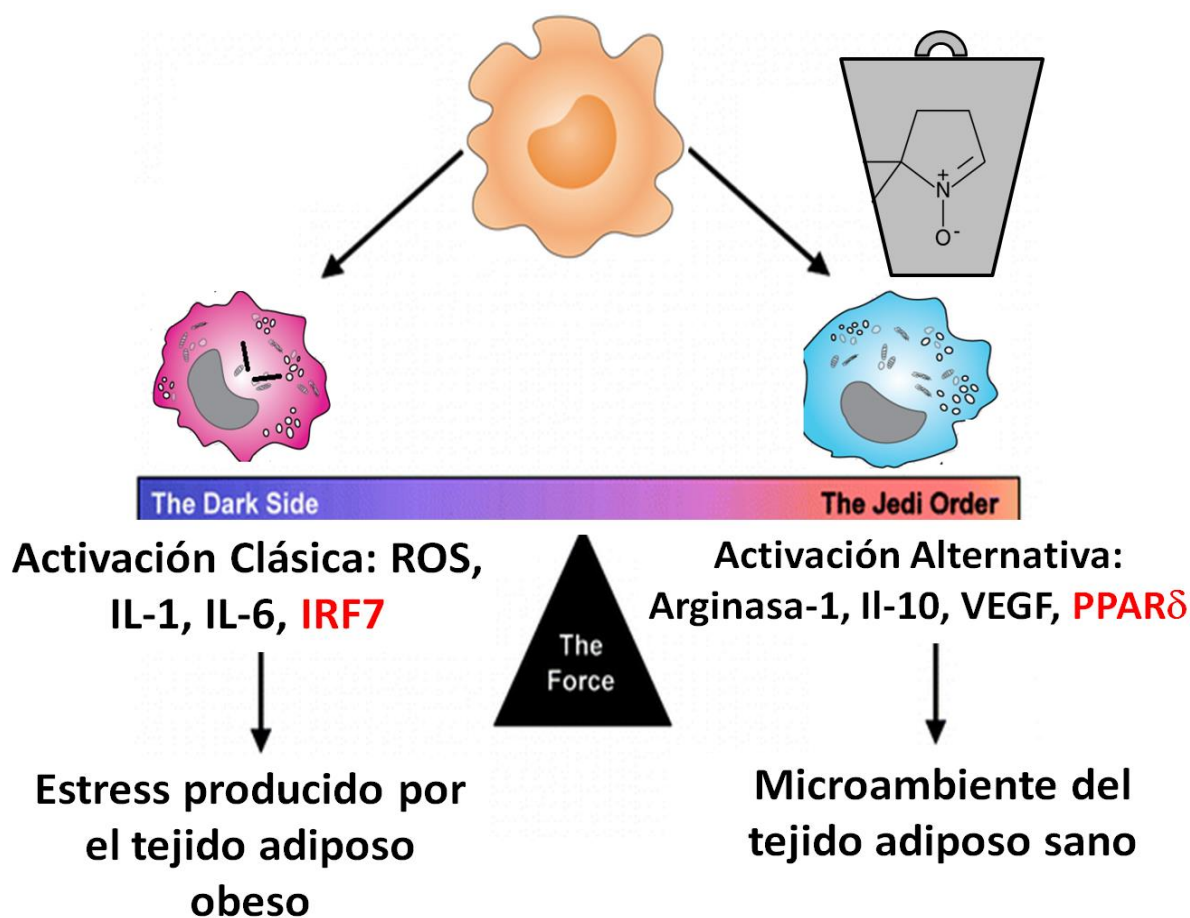 +
N
O-
The Dark Side
The Jedi Order
Activación Clásica: ROS,
IL-1, IL-6, IRF7
Activación Alternativa:
Arginasa-1, Il-10, VEGF, PPARδ
The
Force
Estress producido por
el tejido adiposo
obeso
Microambiente del
tejido adiposo sano